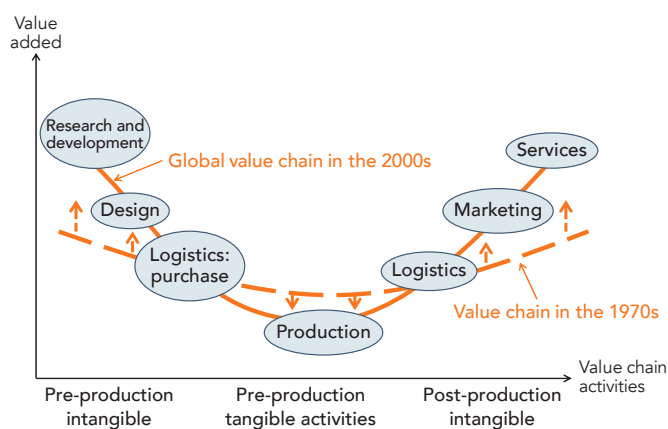 Value
added
Research and
development
Global value chain in the 2000s
Services
Design
Marketing
Logistics:
purchase
Logistics
Value chain in the 1970s
Production
Value chain
activities
Pre-production
intangible
Pre-production
tangible activities
Post-production
intangible